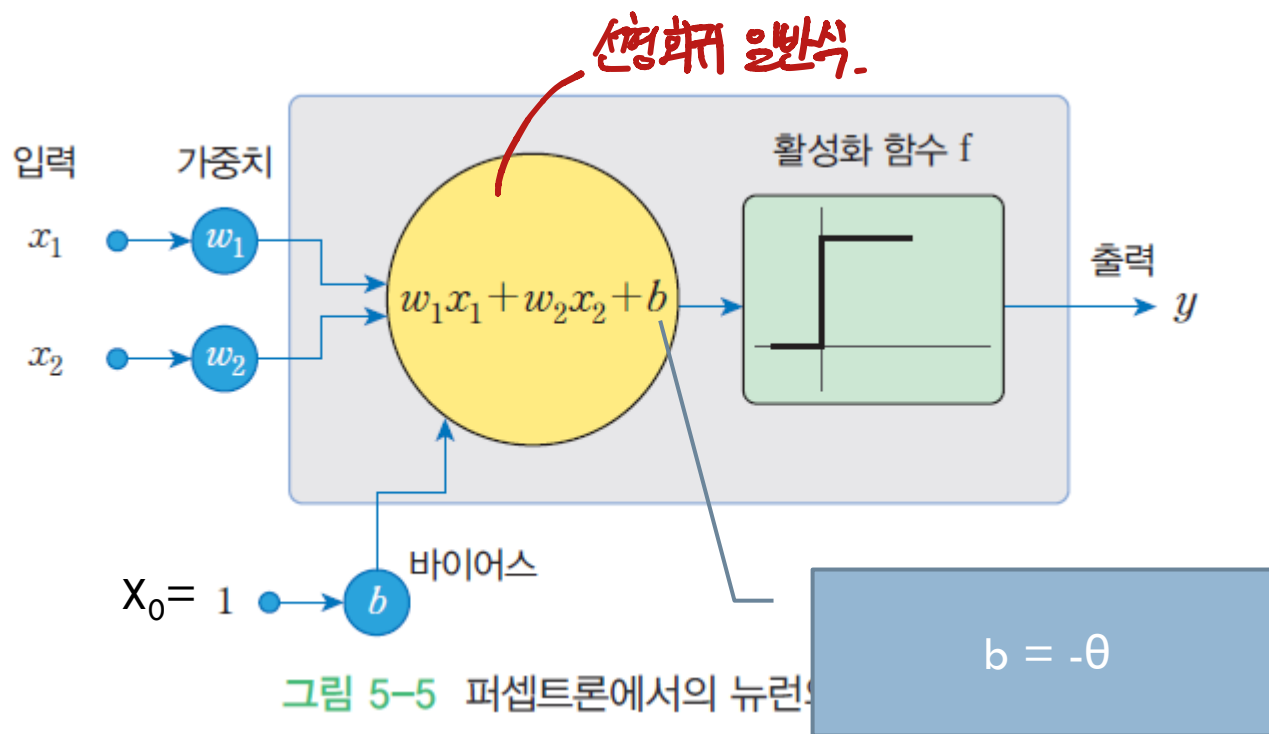 선형회귀 일반식.
입력
가중치
활성화 함수 f
x₁
w₁
w₁x₁+w₂x₂+b
출력
y
x₂
w₂
바이어스
X₀= 1
b
b = -θ
그림 5-5 퍼셉트론에서의 뉴런